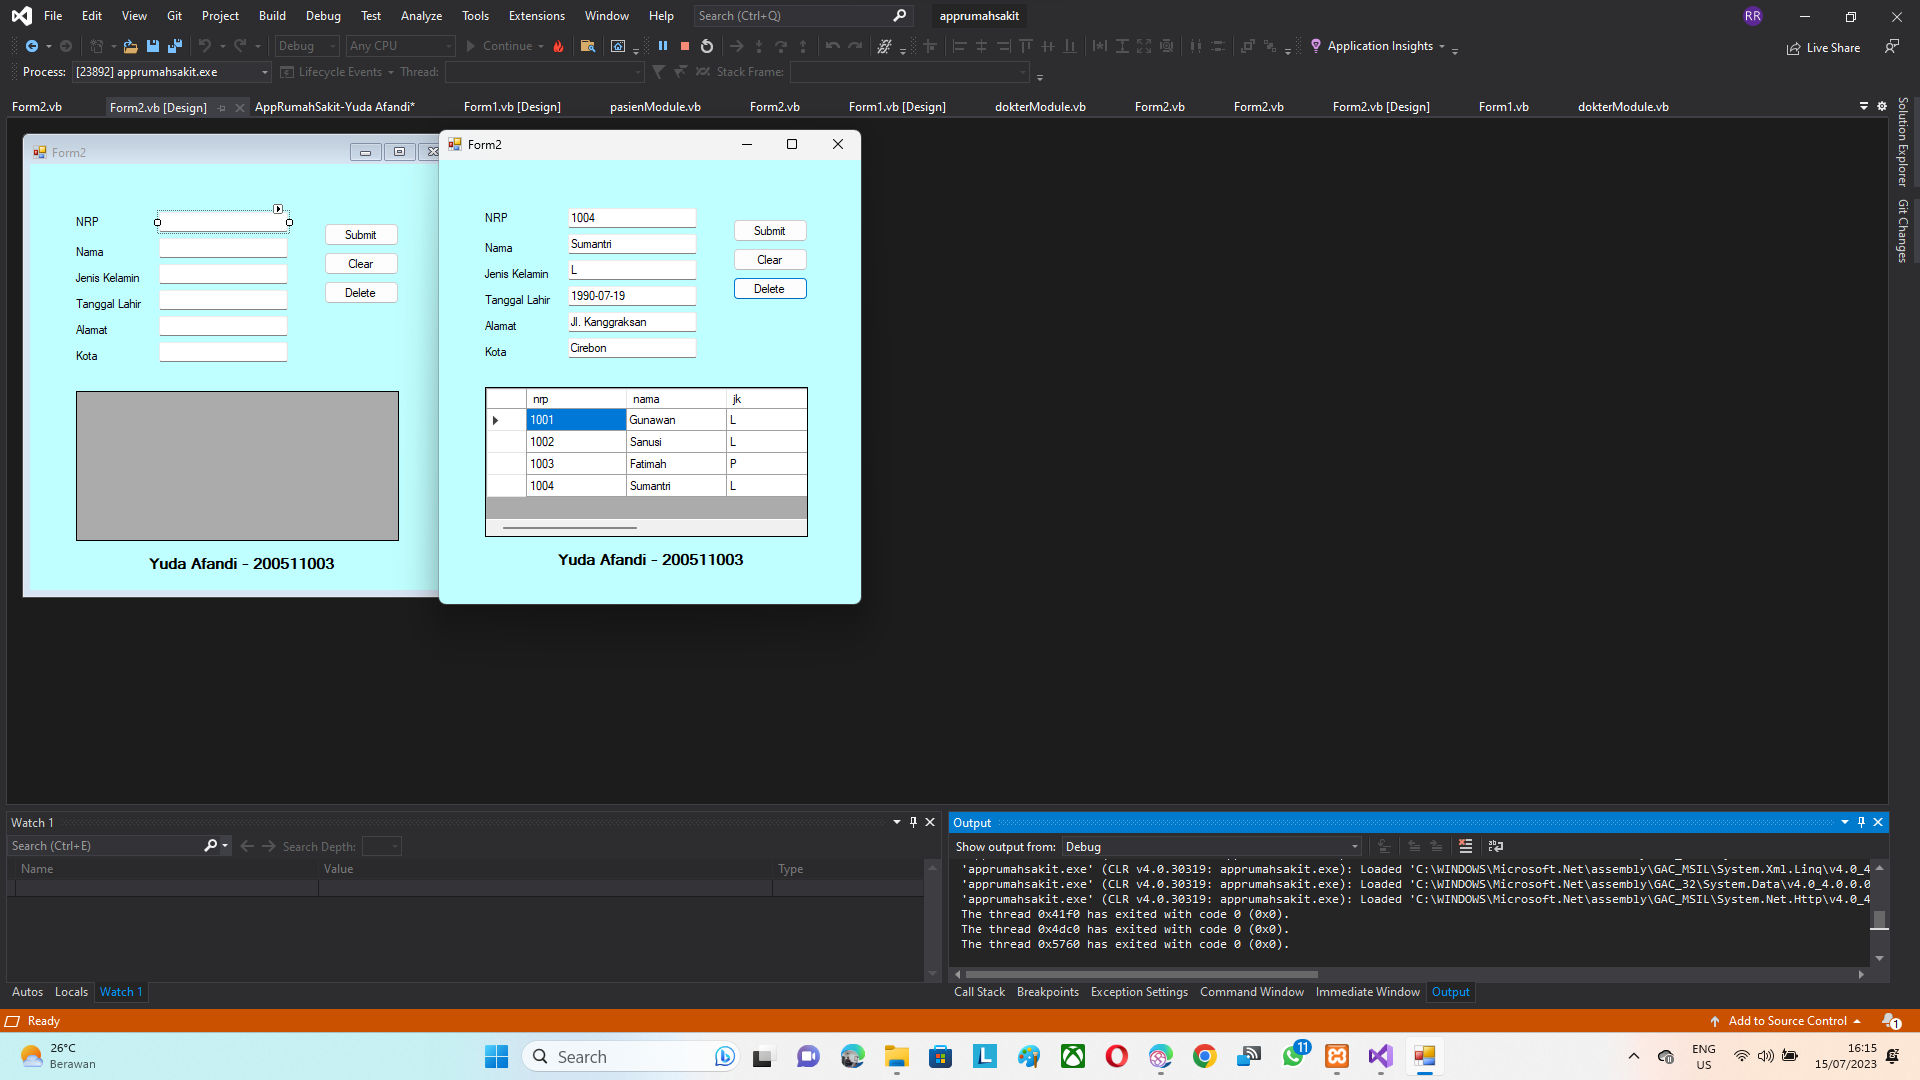 File Edit View Git Project Build Debug Test Analyze Tools Extensions Window Help Search (Ctrl+Q) apprumahsakit RR
Debug Any CPU Continue Application Insights Live Share
Process: [23892] apprumahsakit.exe Lifecycle Events Thread: Stack Frame:
Form2.vb Form2.vb [Design] AppRumahSakit-Yuda Afandi* Form1.vb [Design] pasienModule.vb Form2.vb Form1.vb [Design] dokterModule.vb Form2.vb Form2.vb Form2.vb [Design] Form1.vb dokterModule.vb
Solution Explorer
Git Changes
Form2
NRP
Nama
Jenis Kelamin
Tanggal Lahir
Alamat
Kota
Submit
Clear
Delete
Yuda Afandi - 200511003
Form2
NRP 1004
Nama Sumantri
Jenis Kelamin L
Tanggal Lahir 1990-07-19
Alamat Jl. Kanggraksan
Kota Cirebon
Submit
Clear
Delete
nrp nama jk
1001 Gunawan L
1002 Sanusi L
1003 Fatimah P
1004 Sumantri L
Yuda Afandi - 200511003
Watch 1
Search (Ctrl+E) Search Depth:
Name Value Type
Autos Locals Watch 1
Output
Show output from: Debug
'apprumahsakit.exe' (CLR v4.0.30319: apprumahsakit.exe): Loaded 'C:\WINDOWS\Microsoft.Net\assembly\GAC_MSIL\System.Xml.Linq\v4.0_4
'apprumahsakit.exe' (CLR v4.0.30319: apprumahsakit.exe): Loaded 'C:\WINDOWS\Microsoft.Net\assembly\GAC_32\System.Data\v4.0_4.0.0.0
'apprumahsakit.exe' (CLR v4.0.30319: apprumahsakit.exe): Loaded 'C:\WINDOWS\Microsoft.Net\assembly\GAC_MSIL\System.Net.Http\v4.0_4
The thread 0x41f0 has exited with code 0 (0x0).
The thread 0x4dc0 has exited with code 0 (0x0).
The thread 0x5760 has exited with code 0 (0x0).
Call Stack Breakpoints Exception Settings Command Window Immediate Window Output
Ready Add to Source Control 1
26°C
Berawan
Search
L
11
ENG
US
16:15
15/07/2023